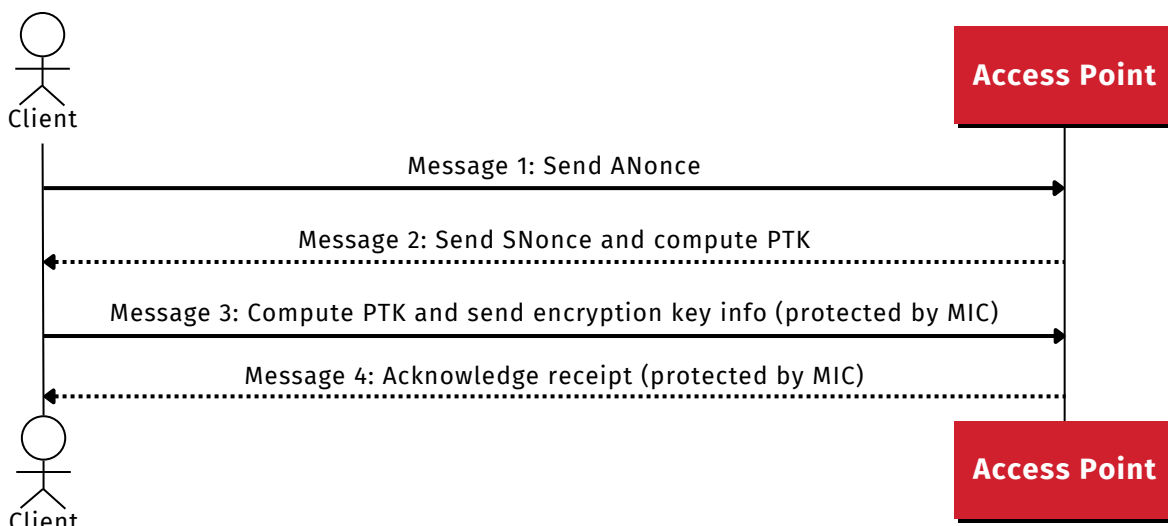 Access Point
Client
Message 1: Send ANonce
Message 2: Send SNonce and compute PTK
Message 3: Compute PTK and send encryption key info (protected by MIC)
Message 4: Acknowledge receipt (protected by MIC)
Access Point
Client